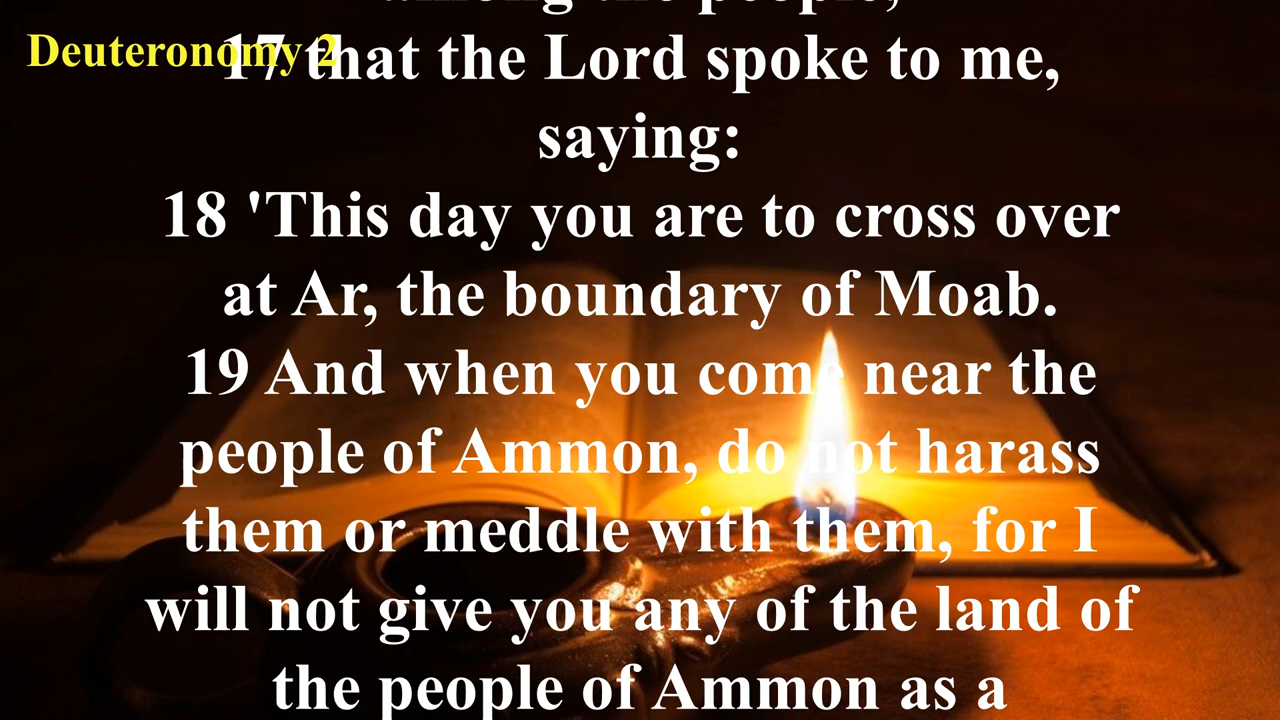 among the people,
Deuteronomy 2
17 that the Lord spoke to me,
saying:
18 'This day you are to cross over
at Ar, the boundary of Moab.
19 And when you come near the
people of Ammon, do not harass
them or meddle with them, for I
will not give you any of the land of
the people of Ammon as a